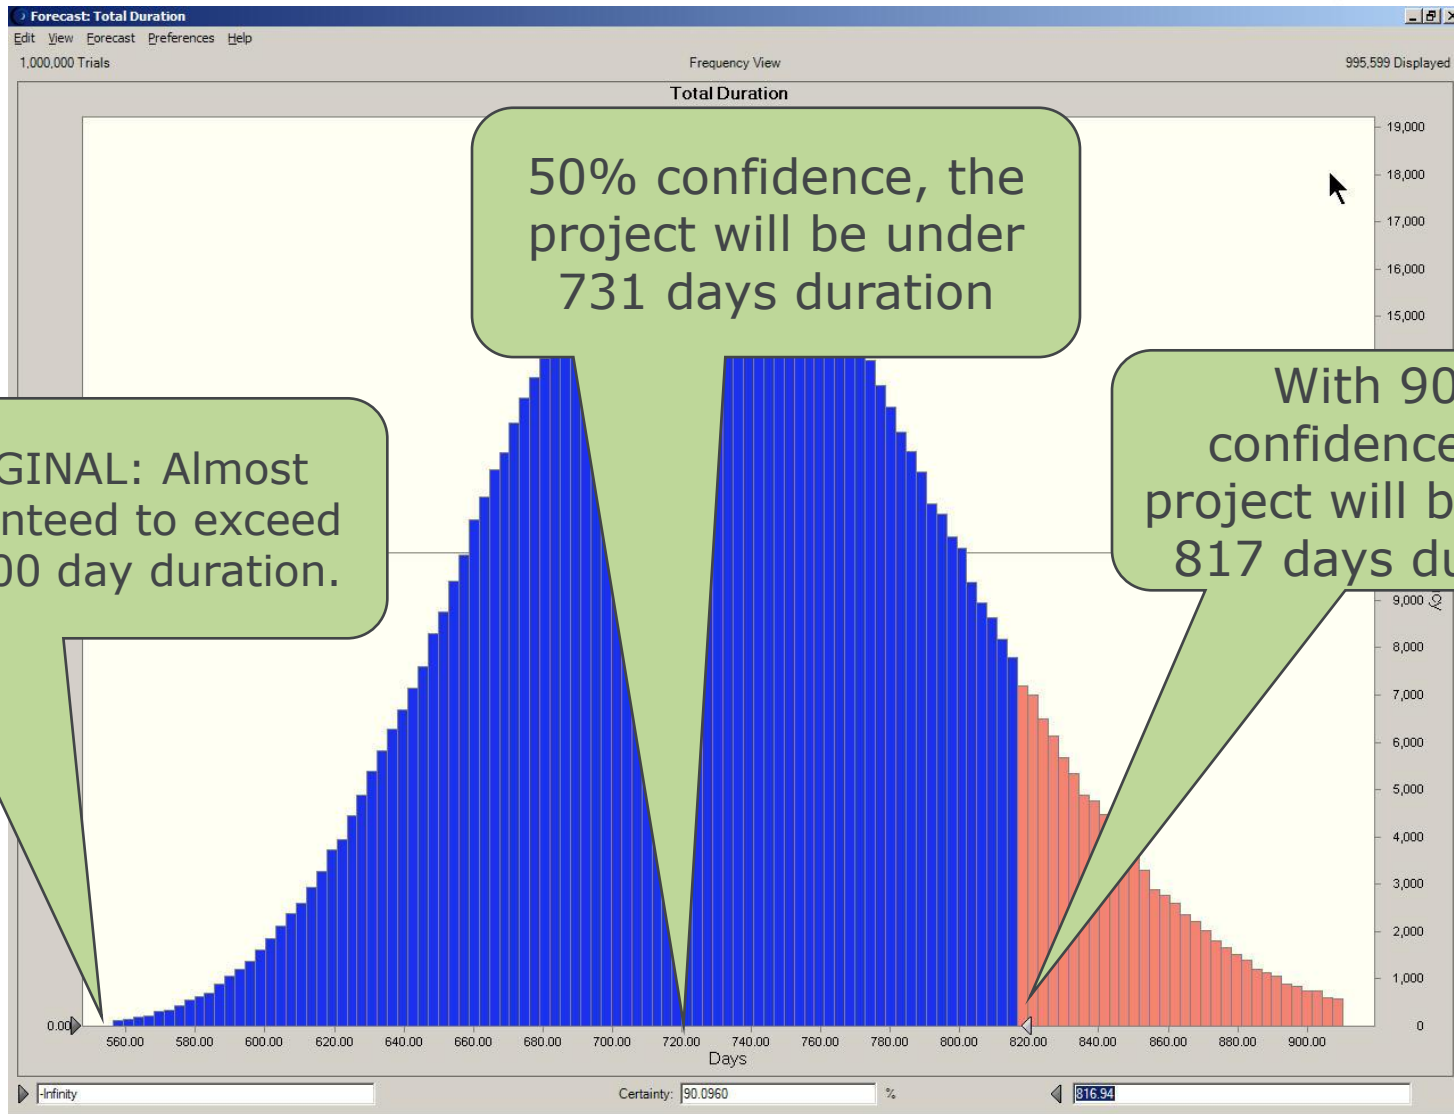 Forecast: Total Duration
Edit View Forecast Preferences Help
1,000,000 Trials Frequency View 995,599 Displayed
Total Duration
50% confidence, the
project will be under
731 days duration
GINAL: Almost
nteed to exceed
00 day duration.
With 90
confidence
project will b
817 days du
19,000
18,000
17,000
16,000
15,000
9,000
8,000
7,000
6,000
5,000
4,000
3,000
2,000
1,000
0
0.00
560.00 580.00 600.00 620.00 640.00 660.00 680.00 700.00 720.00 740.00 760.00 780.00 800.00 820.00 840.00 860.00 880.00 900.00
Days
-Infinity Certainty: 90.0960 % 816.94